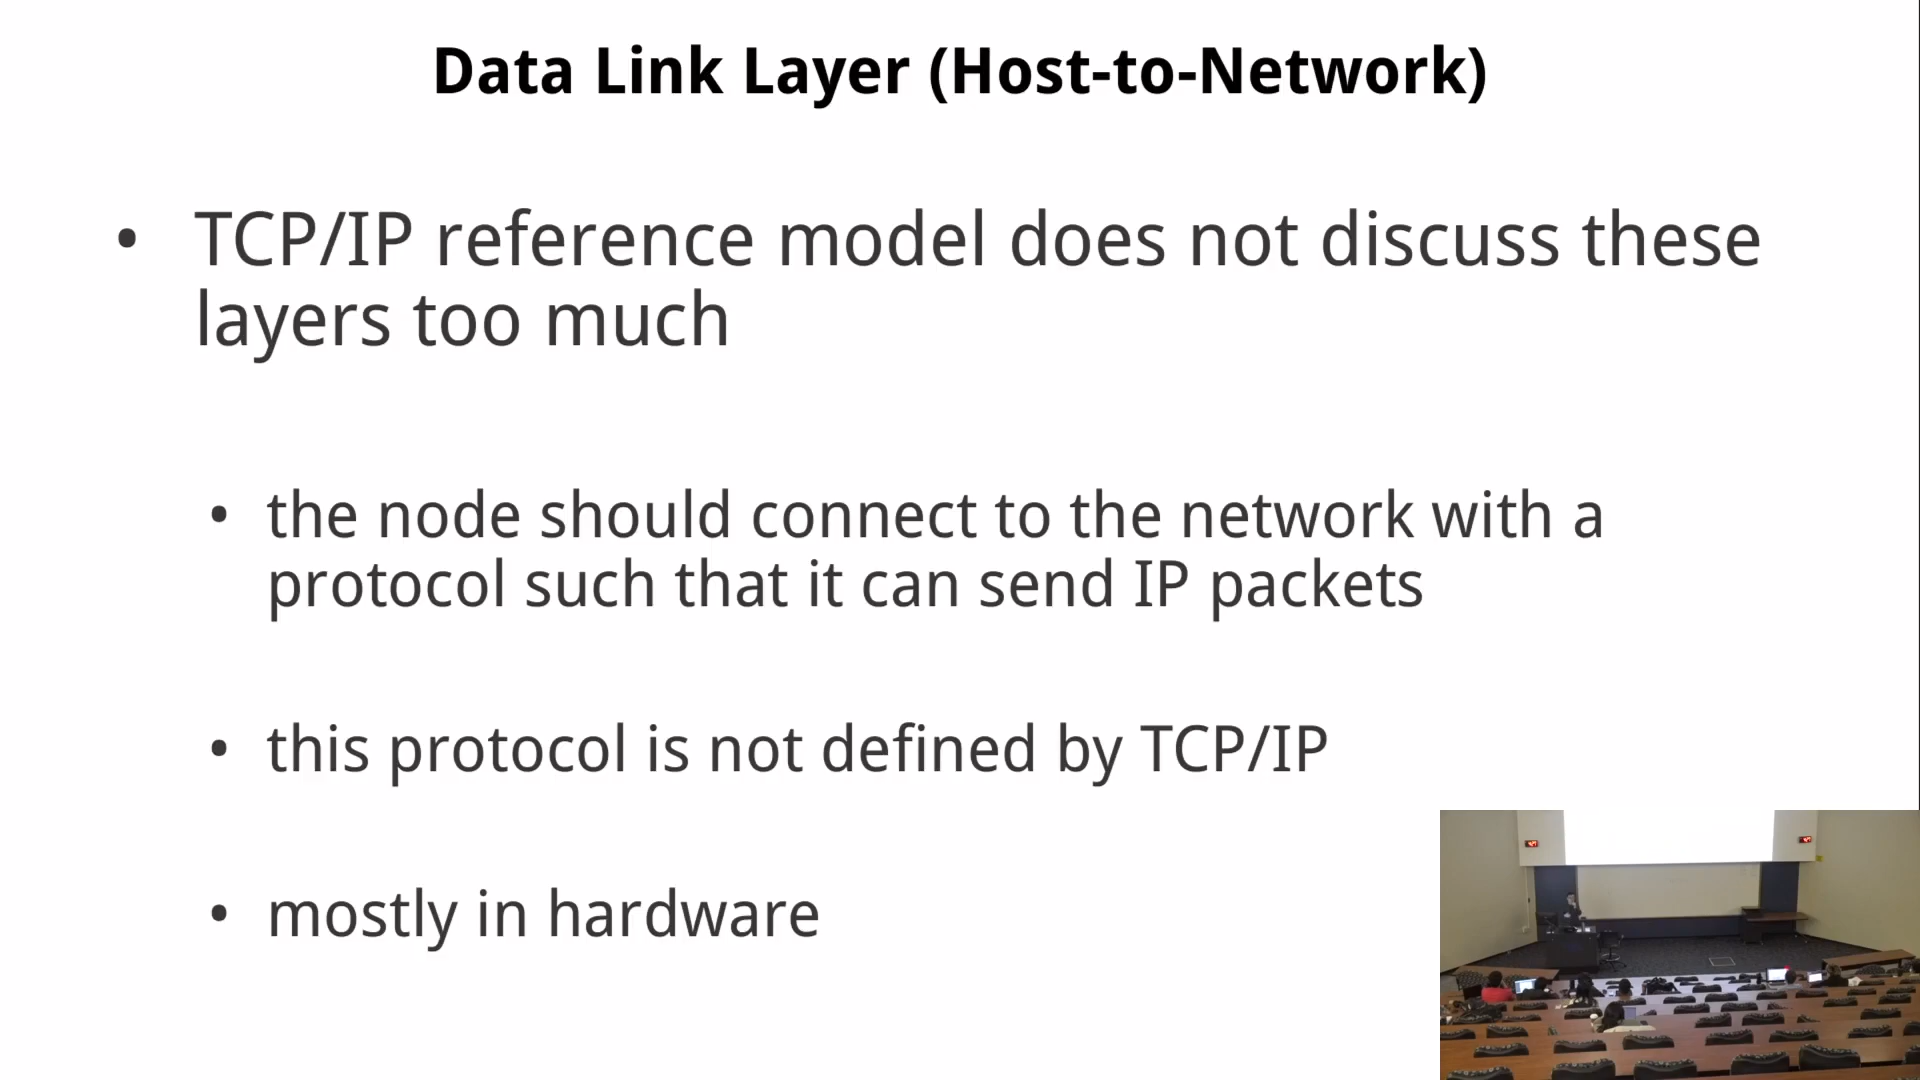 Data Link Layer (Host-to-Network)
• TCP/IP reference model does not discuss these
layers too much
• the node should connect to the network with a
protocol such that it can send IP packets
• this protocol is not defined by TCP/IP
• mostly in hardware